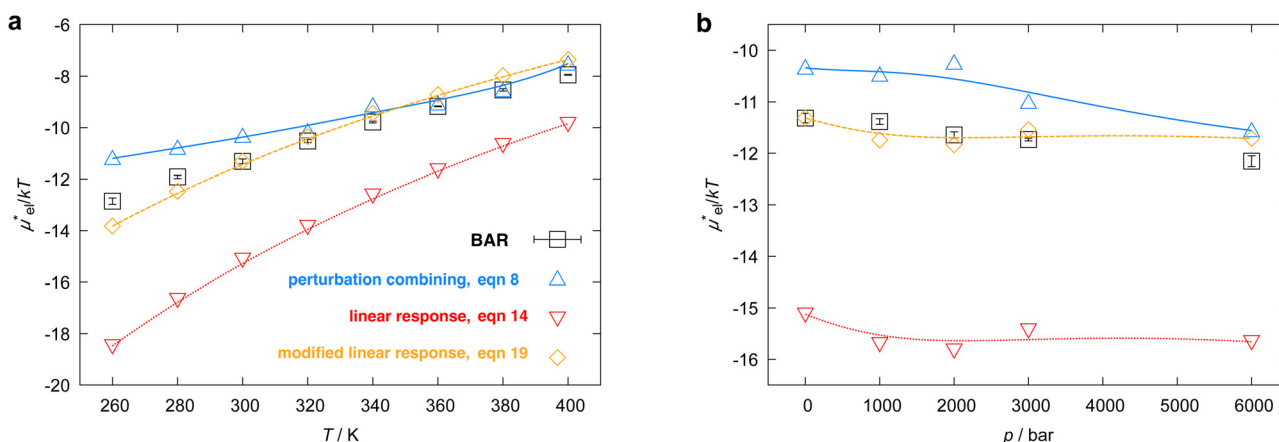 a
-6
-8
-10
-12
-14
-16
-18
-20
μ*el/kT
260 280 300 320 340 360 380 400
T / K
BAR
perturbation combining, eqn 8
linear response, eqn 14
modified linear response, eqn 19
b
-10
-11
-12
-13
-14
-15
-16
μ*el/kT
0 1000 2000 3000 4000 5000 6000
p / bar